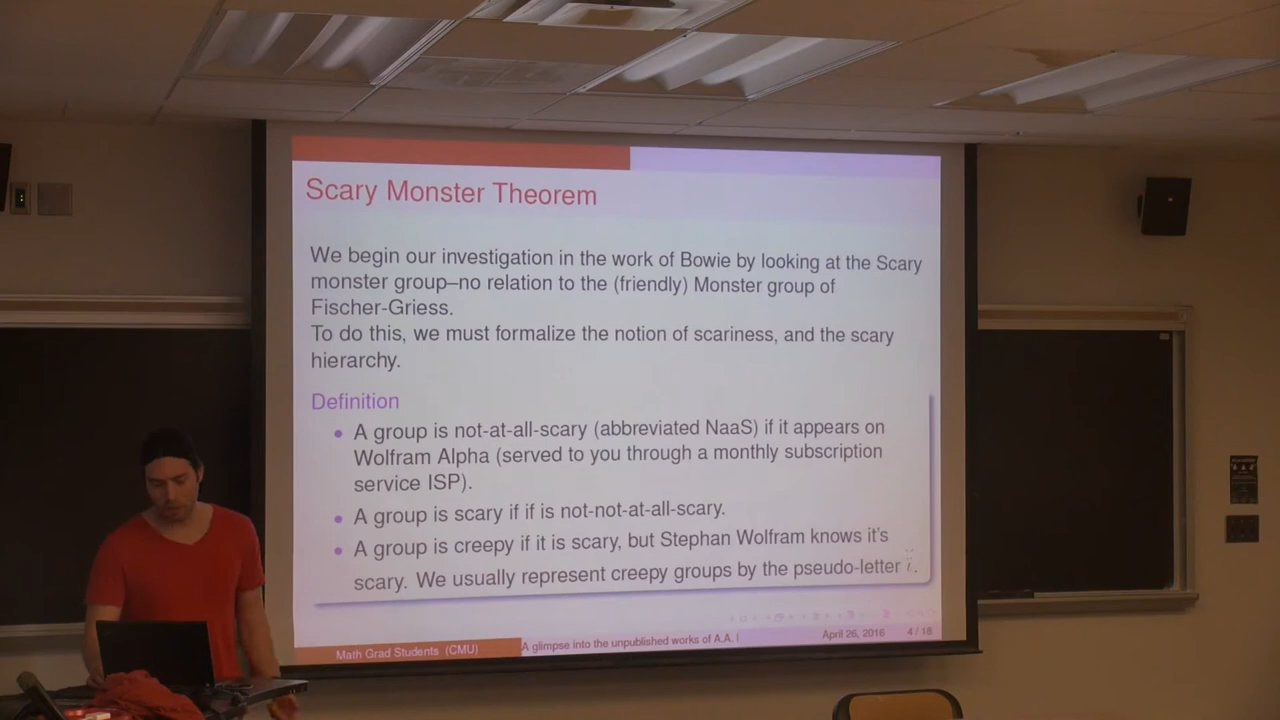 Scary Monster Theorem
We begin our investigation in the work of Bowie by looking at the Scary
monster group–no relation to the (friendly) Monster group of
Fischer-Griess.
To do this, we must formalize the notion of scariness, and the scary
hierarchy.
Definition
• A group is not-at-all-scary (abbreviated NaaS) if it appears on
Wolfram Alpha (served to you through a monthly subscription
service ISP).
• A group is scary if if is not-not-at-all-scary.
• A group is creepy if it is scary, but Stephan Wolfram knows it's
scary. We usually represent creepy groups by the pseudo-letter
Math Grad Students (CMU)
A glimpse into the unpublished works of A.A. I
April 26, 2016
4 / 18